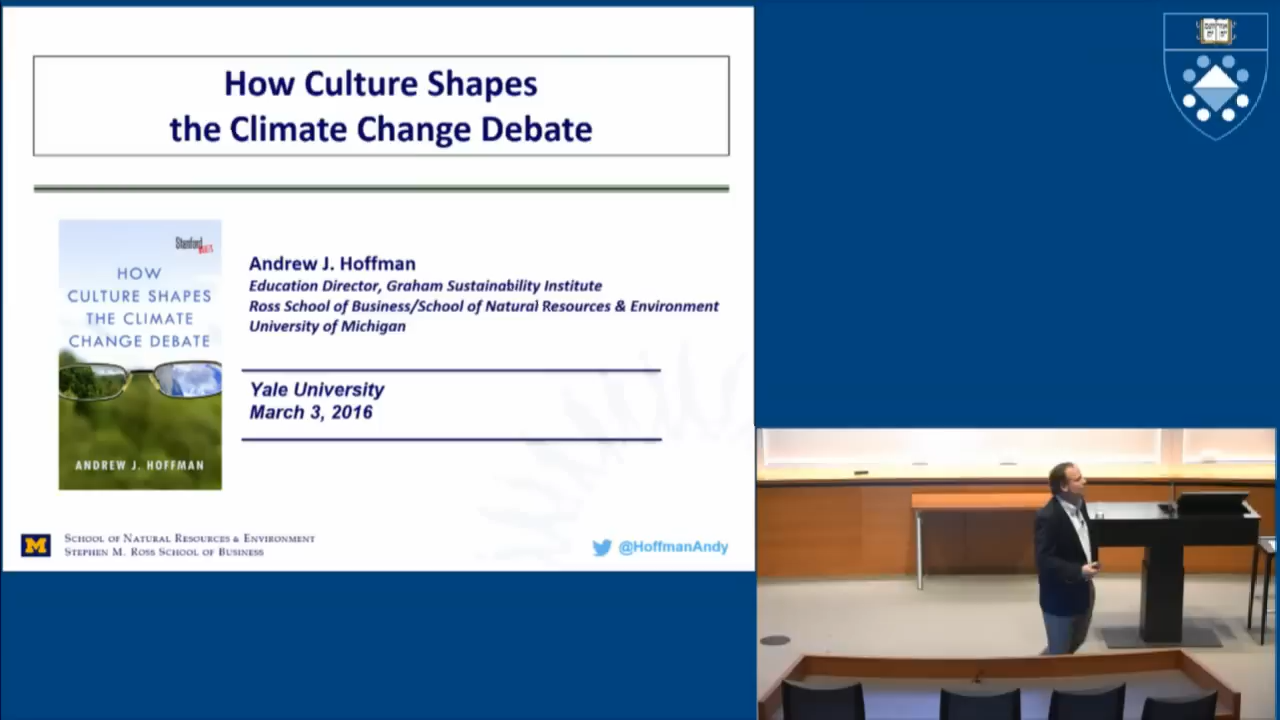 How Culture Shapes
the Climate Change Debate
Stanford
HOW
CULTURE SHAPES
THE CLIMATE
CHANGE DEBATE
ANDREW J. HOFFMAN
Andrew J. Hoffman
Education Director, Graham Sustainability Institute
Ross School of Business/School of Natural Resources & Environment
University of Michigan
Yale University
March 3, 2016
M
School of Natural Resources & Environment
Stephen M. Ross School of Business
@HoffmanAndy